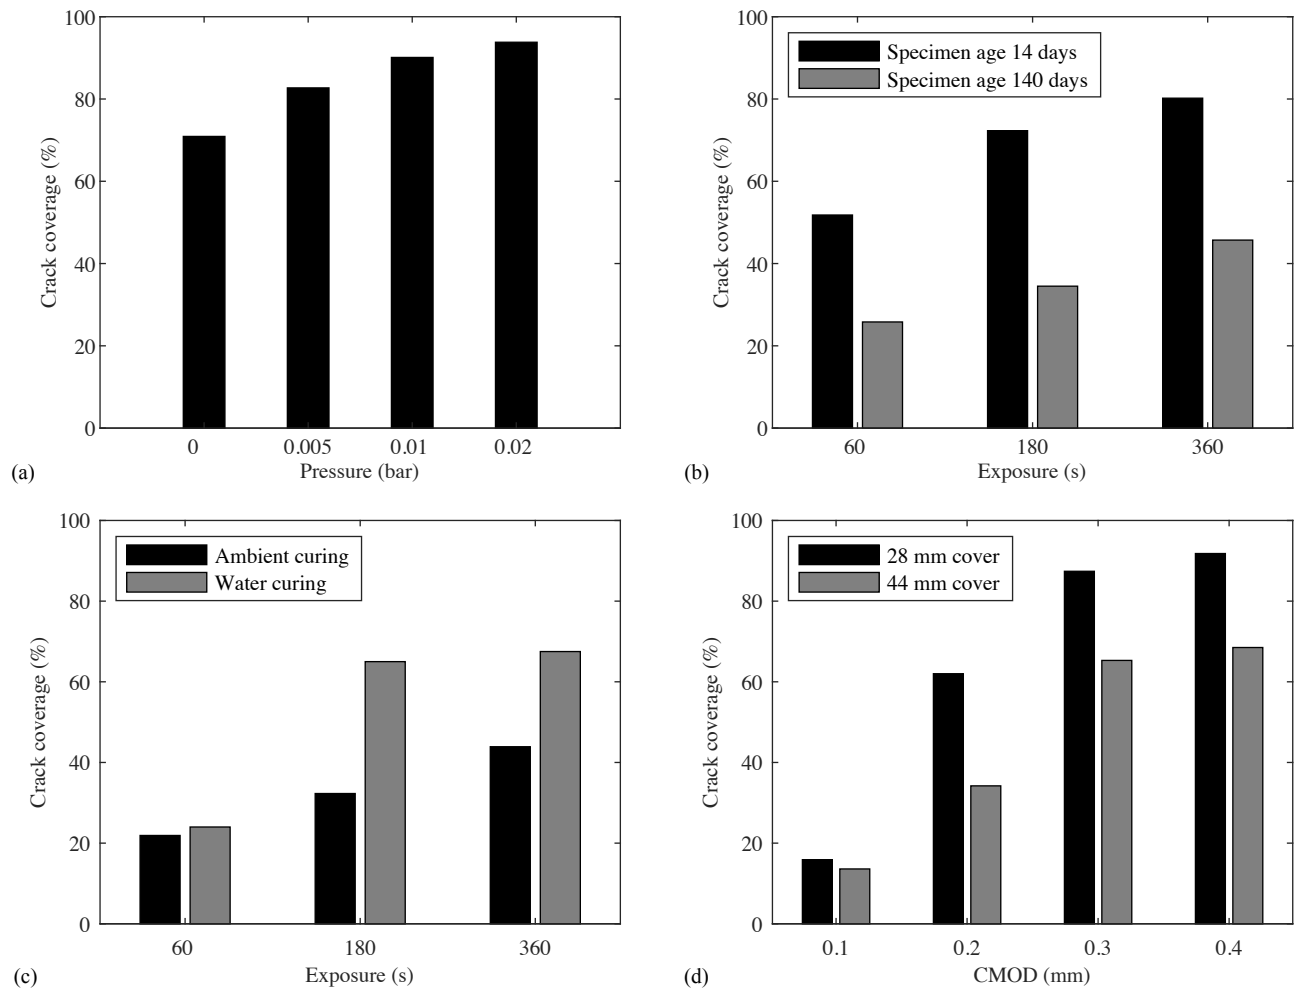 100
80
60
40
20
0
Crack coverage (%)
0 0.005 0.01 0.02
Pressure (bar)
(a)
100
80
60
40
20
0
Crack coverage (%)
Specimen age 14 days
Specimen age 140 days
60 180 360
Exposure (s)
(b)
100
80
60
40
20
0
Crack coverage (%)
Ambient curing
Water curing
60 180 360
Exposure (s)
(c)
100
80
60
40
20
0
Crack coverage (%)
28 mm cover
44 mm cover
0.1 0.2 0.3 0.4
CMOD (mm)
(d)